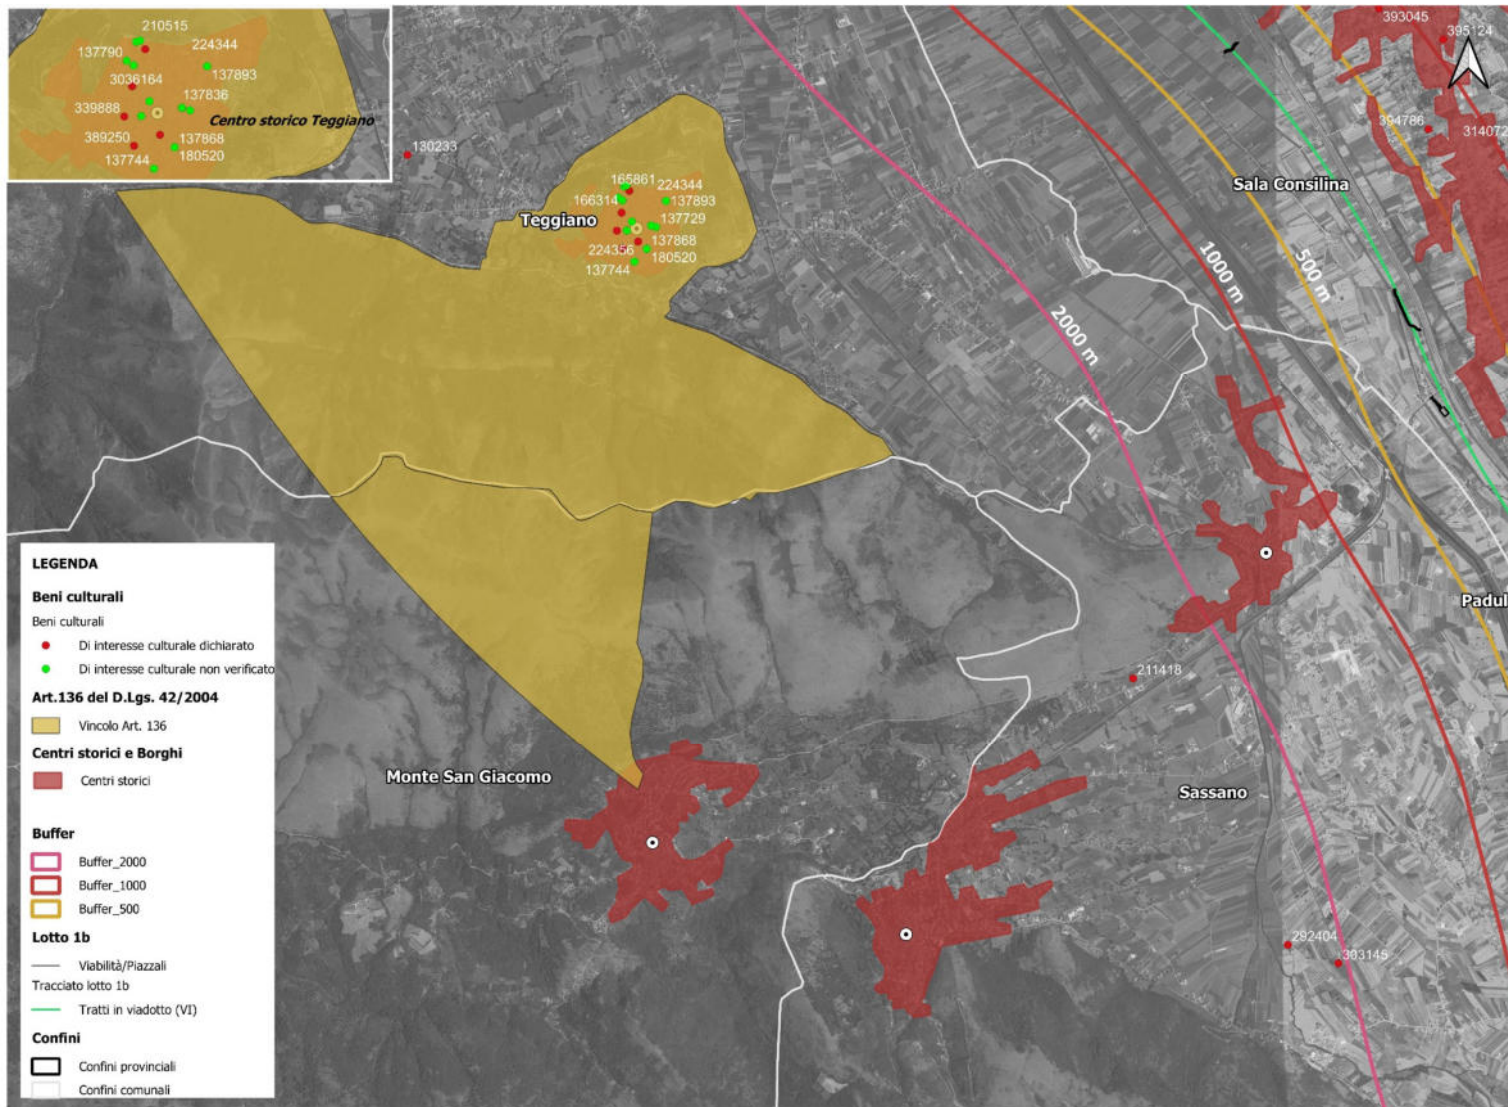 210515
137790
224344
3036164
137893
339888
137836
Centro storico Teggiano
389250
137868
137744
180520
393045
395124
394786
314072
130233
Sala Consilina
165861
224344
166314
137893
Teggiano
137729
137868
224356
180520
137744
1000 m
500 m
2000 m
Padul
211418
Monte San Giacomo
Sassano
292404
303145
LEGENDA
Beni culturali
Beni culturali
Di interesse culturale dichiarato
Di interesse culturale non verificato
Art.136 del D.Lgs. 42/2004
Vincolo Art. 136
Centri storici e Borghi
Centri storici
Buffer
Buffer_2000
Buffer_1000
Buffer_500
Lotto 1b
Viabilità/Piazzali
Tracciato lotto 1b
Tratti in viadotto (VI)
Confini
Confini provinciali
Confini comunali